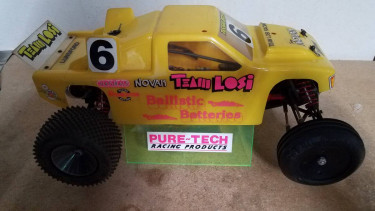 TEAM LOSI
6
6
NOVAK
TEAM LOSI
Ballistic
Batteries
PURE-TECH
RACING PRODUCTS